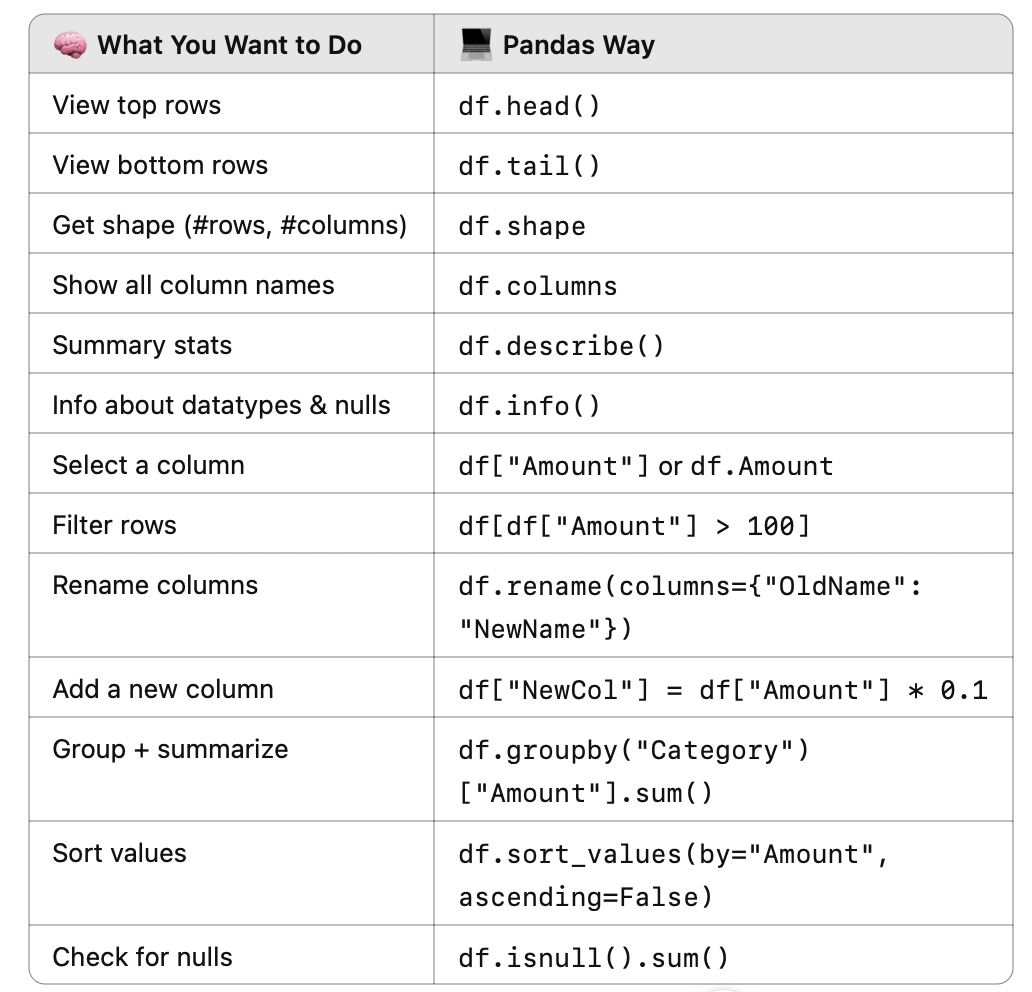 🧠 What You Want to Do 💻 Pandas Way
View top rows df.head()
View bottom rows df.tail()
Get shape (#rows, #columns) df.shape
Show all column names df.columns
Summary stats df.describe()
Info about datatypes & nulls df.info()
Select a column df["Amount"] or df.Amount
Filter rows df[df["Amount"] > 100]
Rename columns df.rename(columns={"OldName":
"NewName"})
Add a new column df["NewCol"] = df["Amount"] * 0.1
Group + summarize df.groupby("Category")
["Amount"].sum()
Sort values df.sort_values(by="Amount",
ascending=False)
Check for nulls df.isnull().sum()